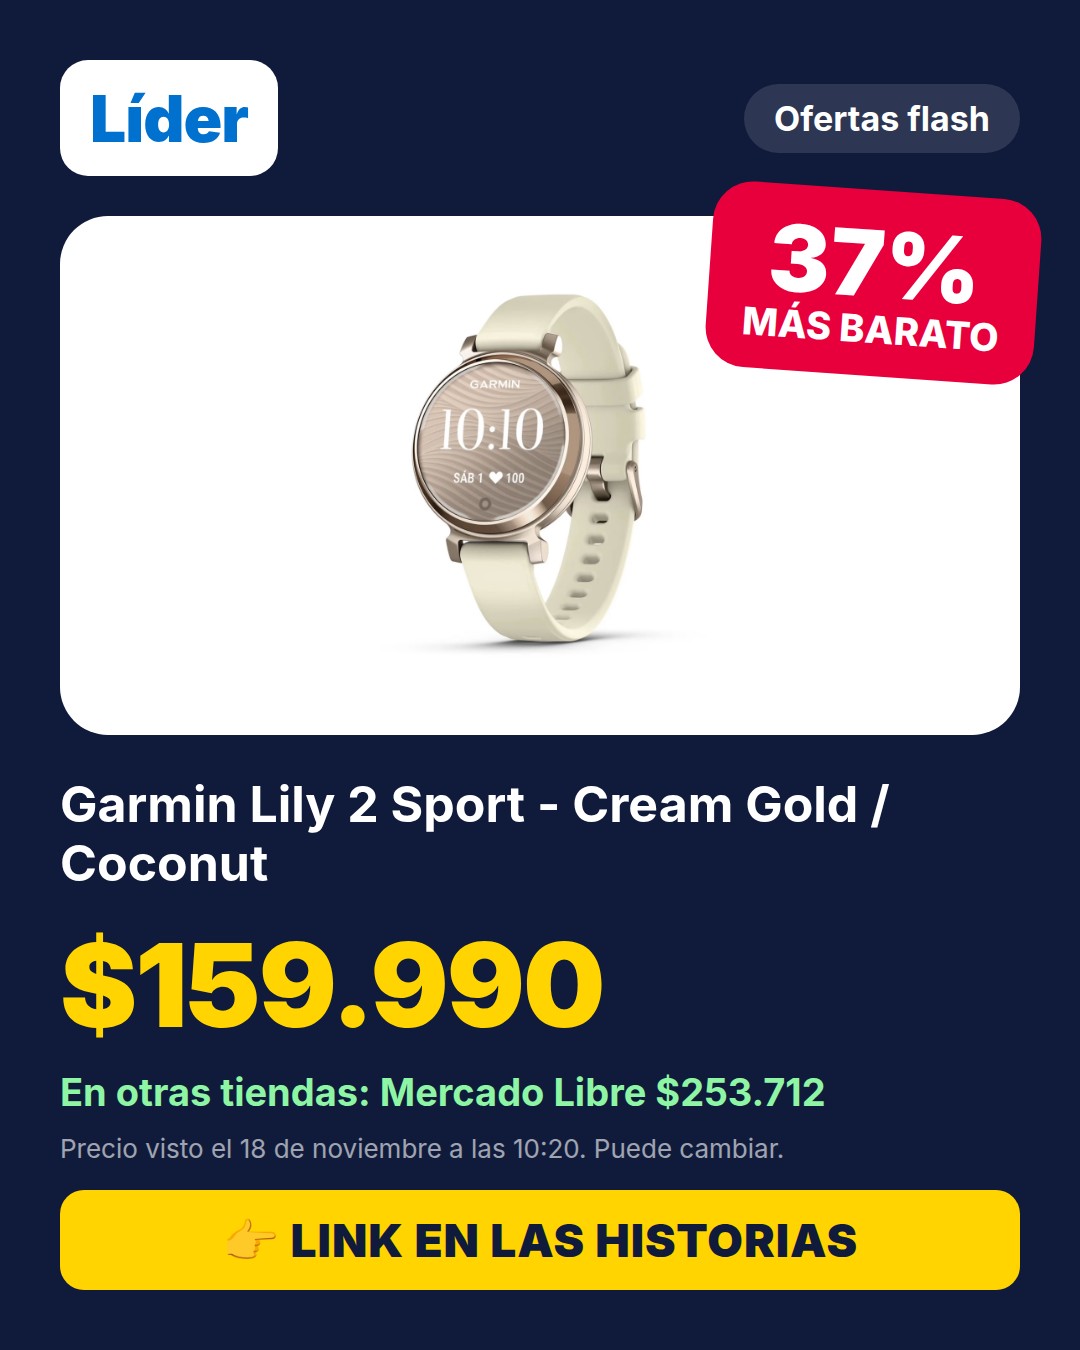 Líder
Ofertas flash
37%
MÁS BARATO
GARMIN
10:10
SÁB 1 ♥ 100
Garmin Lily 2 Sport - Cream Gold /
Coconut
$159.990
En otras tiendas: Mercado Libre $253.712
Precio visto el 18 de noviembre a las 10:20. Puede cambiar.
👉 LINK EN LAS HISTORIAS